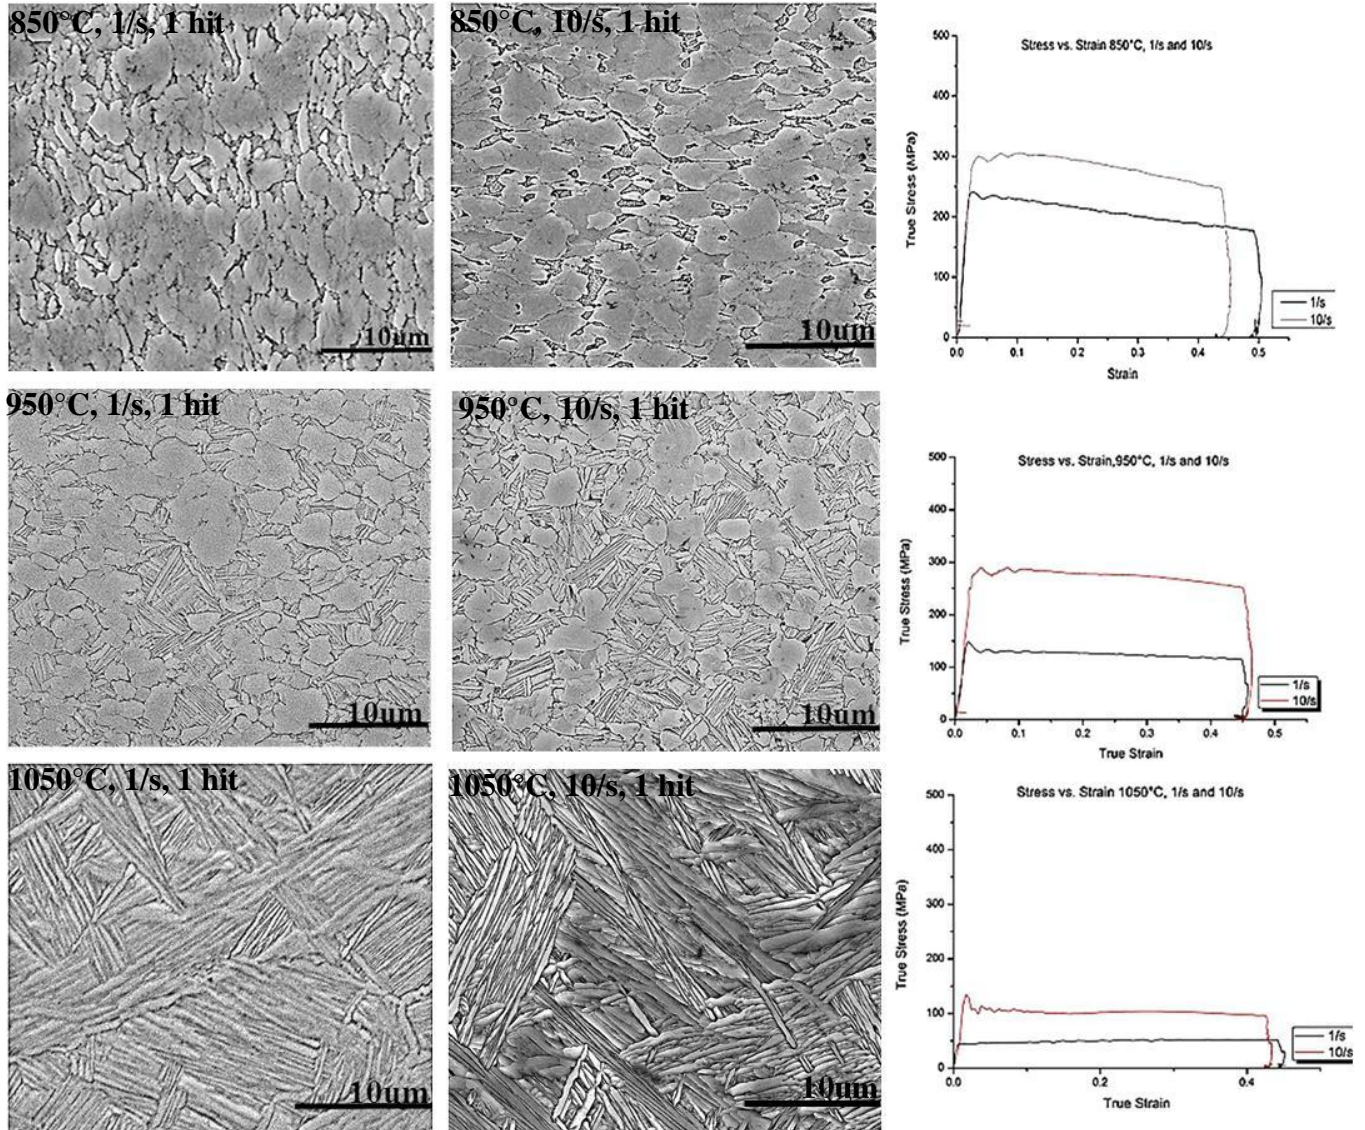 850°C, 1/s, 1 hit
10um
850°C, 10/s, 1 hit
10um
Stress vs. Strain 850°C, 1/s and 10/s
True Stress (MPa)
500
400
300
200
100
0
0.0 0.1 0.2 0.3 0.4 0.5
Strain
1/s
10/s
950°C, 1/s, 1 hit
10um
950°C, 10/s, 1 hit
10um
Stress vs. Strain,950°C, 1/s and 10/s
True Stress (MPa)
500
400
300
200
100
0
0.0 0.1 0.2 0.3 0.4 0.5
True Strain
1/s
10/s
1050°C, 1/s, 1 hit
10um
1050°C, 10/s, 1 hit
10um
Stress vs. Strain 1050°C, 1/s and 10/s
True Stress (MPa)
500
400
300
200
100
0
0.0 0.2 0.4
True Strain
1/s
10/s